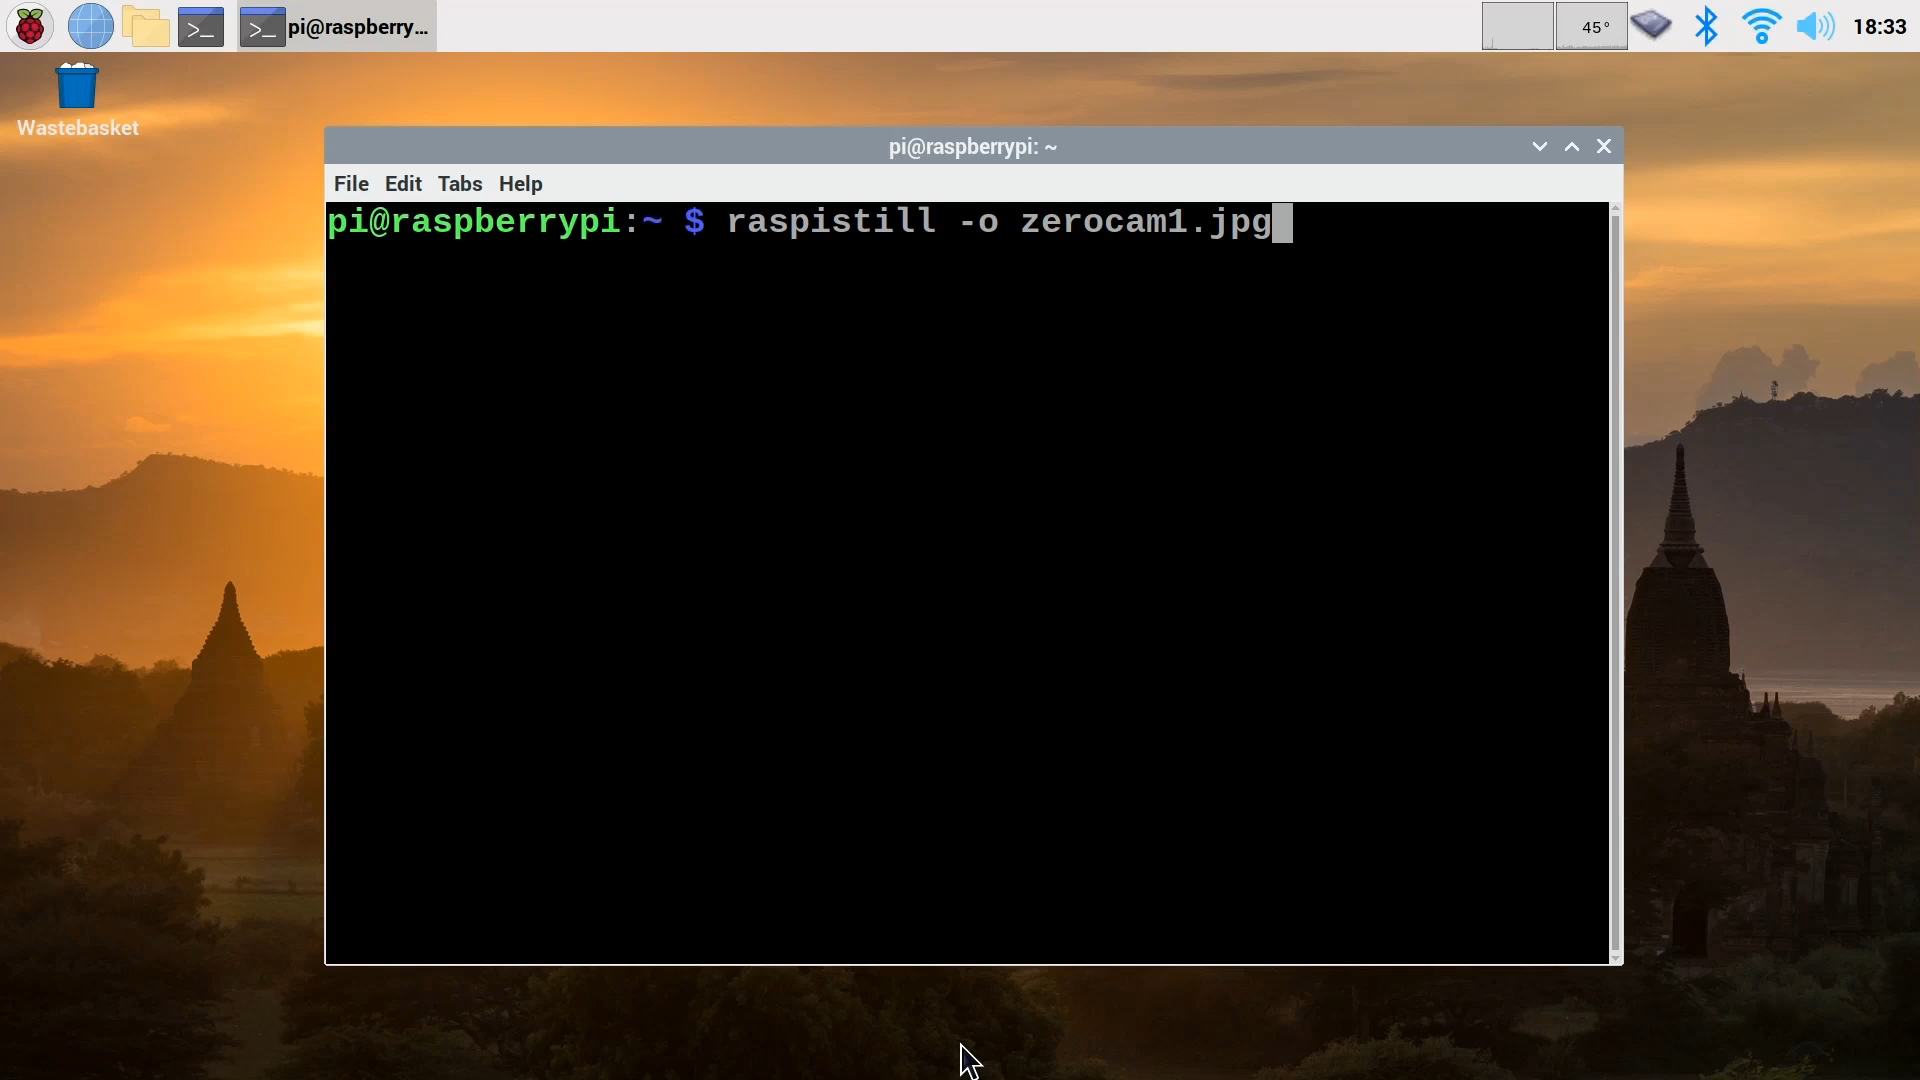 pi@raspberry...
45°
18:33
Wastebasket
pi@raspberrypi: ~
File Edit Tabs Help
pi@raspberrypi:~ $ raspistill -o zerocam1.jpg